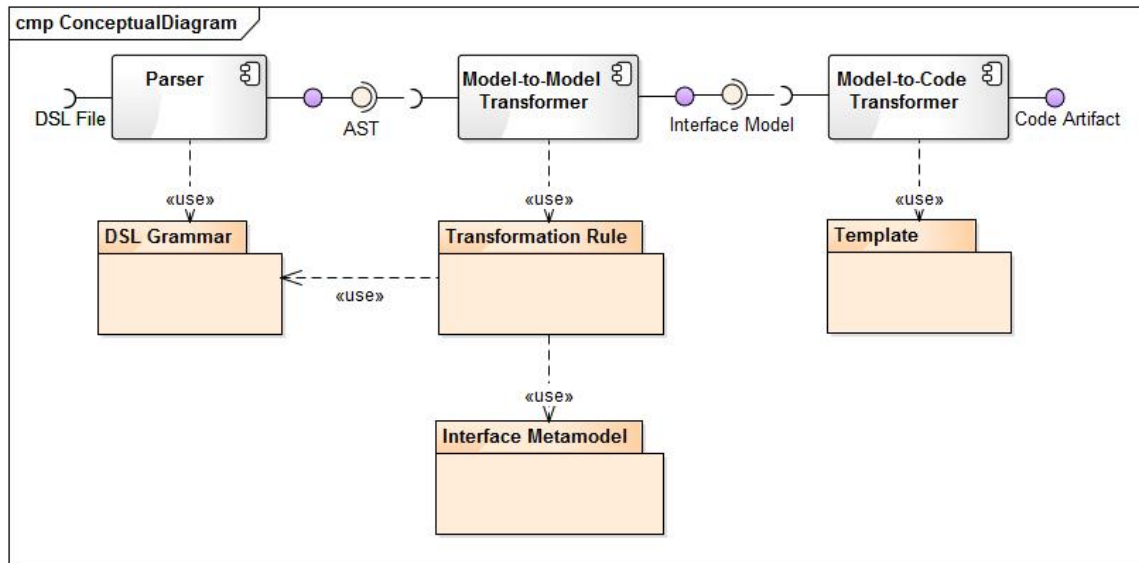 cmp ConceptualDiagram
Parser
Model-to-Model
Transformer
Model-to-Code
Transformer
DSL File
AST
Interface Model
Code Artifact
«use»
«use»
«use»
DSL Grammar
Transformation Rule
Template
«use»
«use»
Interface Metamodel